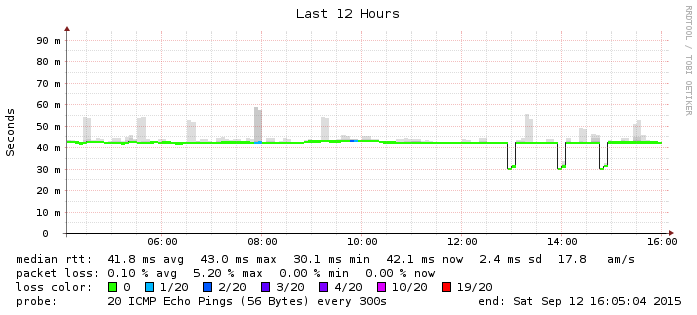 Last 12 Hours
RRDTOOL / TOBI OETIKER
Seconds
90 m
80 m
70 m
60 m
50 m
40 m
30 m
20 m
10 m
0
06:00 08:00 10:00 12:00 14:00 16:00
median rtt: 41.8 ms avg 43.0 ms max 30.1 ms min 42.1 ms now 2.4 ms sd 17.8 am/s
packet loss: 0.10 % avg 5.20 % max 0.00 % min 0.00 % now
loss color: 0 1/20 2/20 3/20 4/20 10/20 19/20
probe: 20 ICMP Echo Pings (56 Bytes) every 300s end: Sat Sep 12 16:05:04 2015